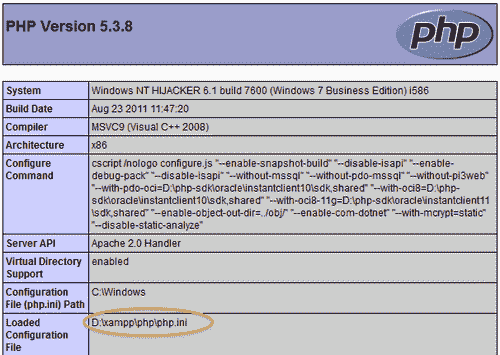 PHP Version 5.3.8
php
System Windows NT HIJACKER 6.1 build 7600 (Windows 7 Business Edition) i586
Build Date Aug 23 2011 11:47:20
Compiler MSVC9 (Visual C++ 2008)
Architecture x86
Configure Command cscript /nologo configure.js "--enable-snapshot-build" "--disable-isapi" "--enable-
debug-pack" "--disable-isapi" "--without-mssql" "--without-pdo-mssql" "--without-pi3web"
"--with-pdo-oci=D:\php-sdk\oracle\instantclient10\sdk,shared" "--with-oci8=D:\php-
sdk\oracle\instantclient10\sdk,shared" "--with-oci8-11g=D:\php-sdk\oracle\instantclient11
\sdk,shared" "--enable-object-out-dir=../obj/" "--enable-com-dotnet" "--with-mcrypt=static"
"--disable-static-analyze"
Server API Apache 2.0 Handler
Virtual Directory Support enabled
Configuration File (php.ini) Path C:\Windows
Loaded Configuration File D:\xampp\php\php.ini